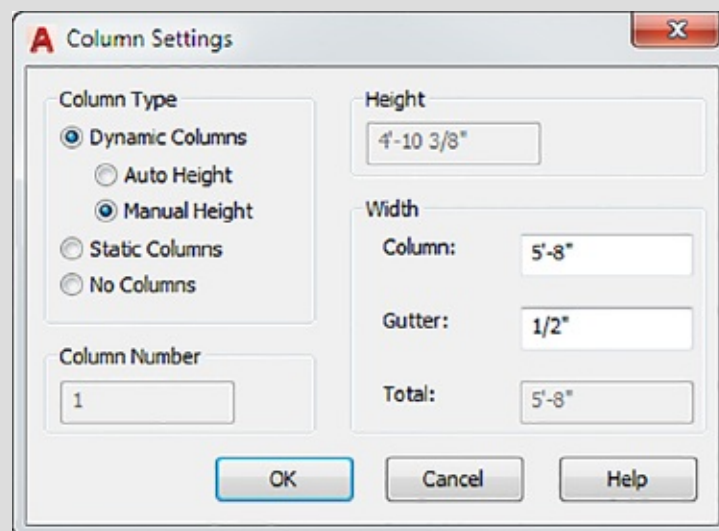 Column Settings
Column Type
Dynamic Columns
Auto Height
Manual Height
Static Columns
No Columns
Column Number
1
Height
4'-10 3/8"
Width
Column: 5'-8"
Gutter: 1/2"
Total: 5'-8"
OK Cancel Help